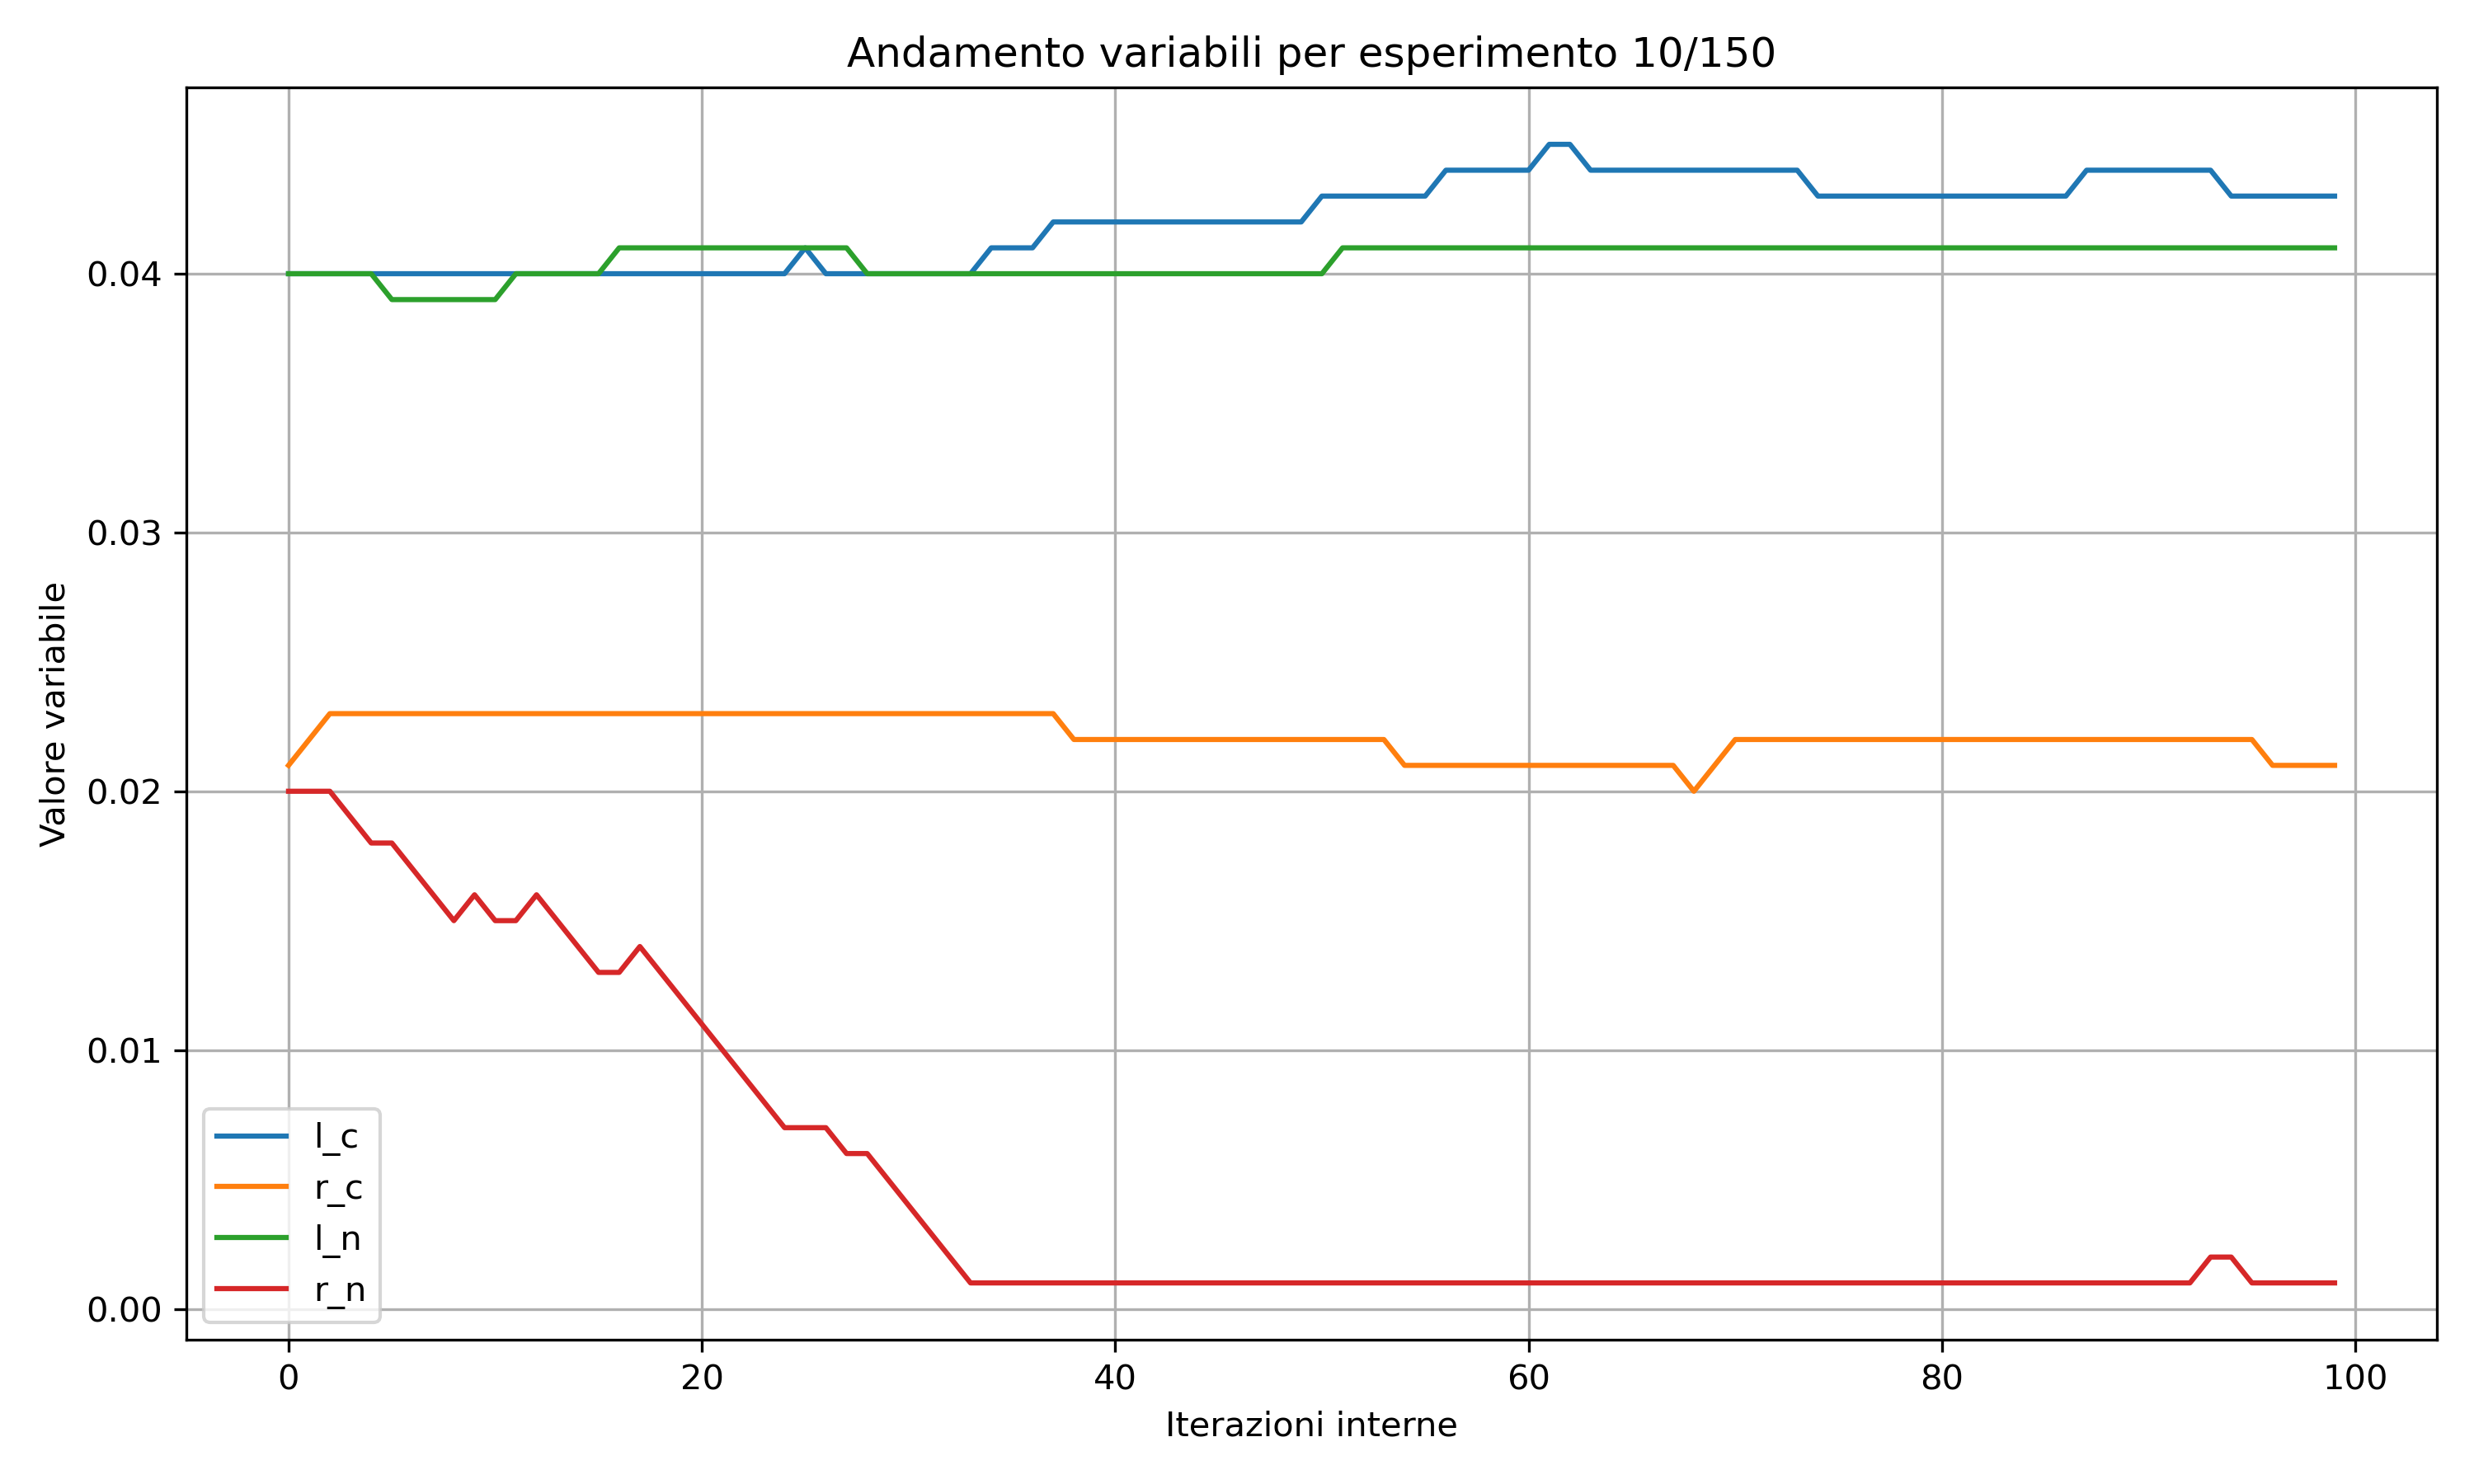 Andamento variabili per esperimento 10/150
Valore variabile
0.04
0.03
0.02
0.01
0.00
l_c
r_c
l_n
r_n
0 20 40 60 80 100
Iterazioni interne